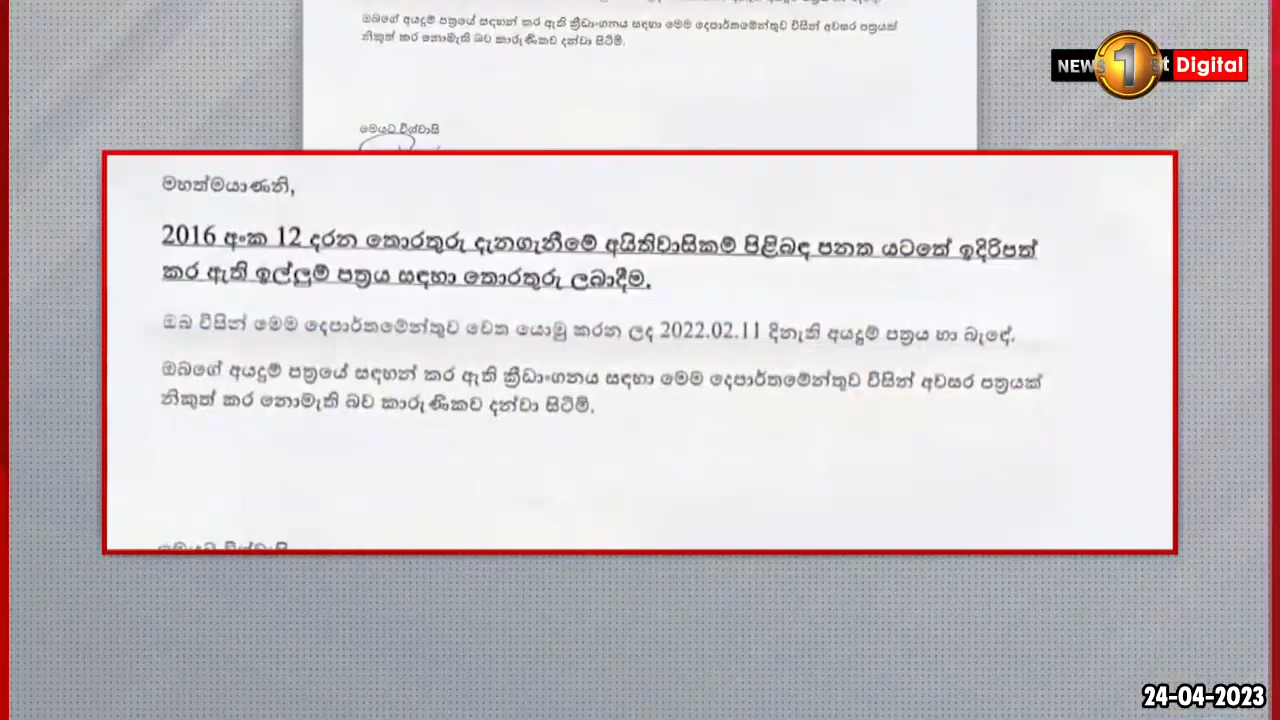 ඔබගේ අයදුම් පත්‍රයේ සඳහන් කර ඇති ක්‍රීඩාංගනය සඳහා මෙම දෙපාර්තමේන්තුව විසින් අවසර පත්‍රයක්
නිකුත් කර නොමැති බව කාරුණිකව දන්වා සිටිමි.
NEWS 1st Digital
මෙයට විශ්වාසි
මහත්මයාණනි,
2016 අංක 12 දරන තොරතුරු දැනගැනීමේ අයිතිවාසිකම් පිළිබඳ පනත යටතේ ඉදිරිපත්
කර ඇති ඉල්ලුම් පත්‍රය සඳහා තොරතුරු ලබාදීම.
ඔබ විසින් මෙම දෙපාර්තමේන්තුව වෙත යොමු කරන ලද 2022.02.11 දිනැති අයදුම් පත්‍රය හා බැඳේ.
ඔබගේ අයදුම් පත්‍රයේ සඳහන් කර ඇති ක්‍රීඩාංගනය සඳහා මෙම දෙපාර්තමේන්තුව විසින් අවසර පත්‍රයක්
නිකුත් කර නොමැති බව කාරුණිකව දන්වා සිටිමි.
24-04-2023